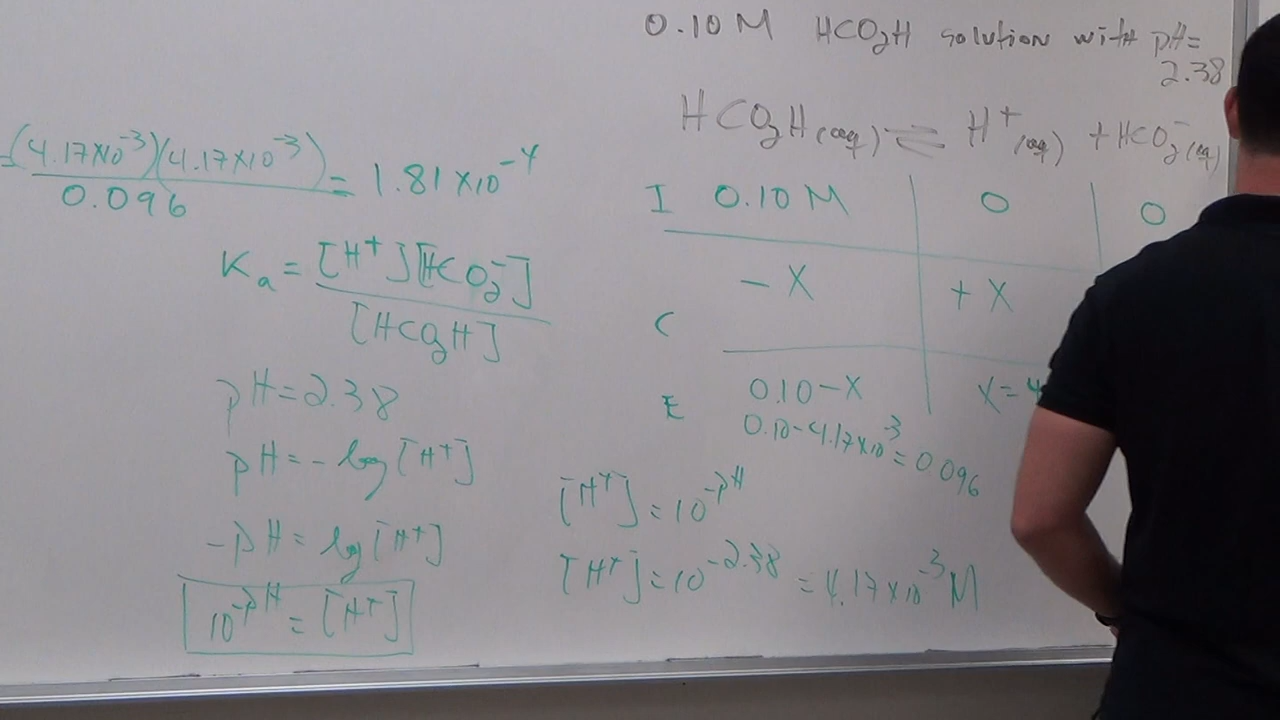 0.10 M HCO2H solution with pH=
2.38
HCO2H(aq) ⇌ H+(aq) + HCO2-(aq)
I 0.10 M 0 0
-X +X
C
E 0.10-X X=4
0.10-4.17x10^-3=0.096
=(4.17x10^-3)(4.17x10^-3)/0.096 = 1.81x10^-4
Ka=[H+][HCO2-]/[HCO2H]
pH=2.38
pH=-log[H+]
-pH=log[H+]
10^-pH=[H+]
[H+]=10^-pH
[H+]=10^-2.38=4.17x10^-3 M